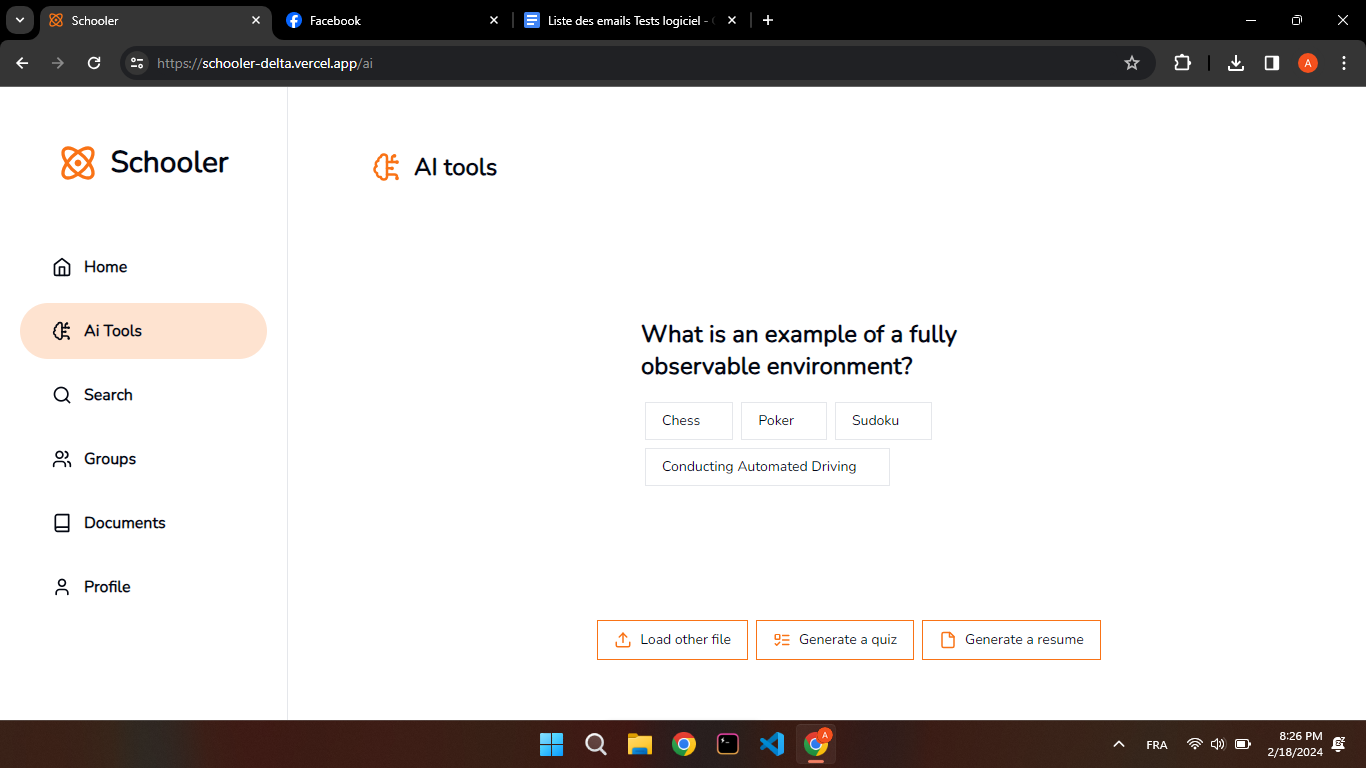 Schooler
Facebook
Liste des emails Tests logiciel -
https://schooler-delta.vercel.app/ai
A
Schooler
AI tools
Home
Ai Tools
Search
Groups
Documents
Profile
What is an example of a fully
observable environment?
Chess
Poker
Sudoku
Conducting Automated Driving
Load other file
Generate a quiz
Generate a resume
A
FRA
8:26 PM
2/18/2024